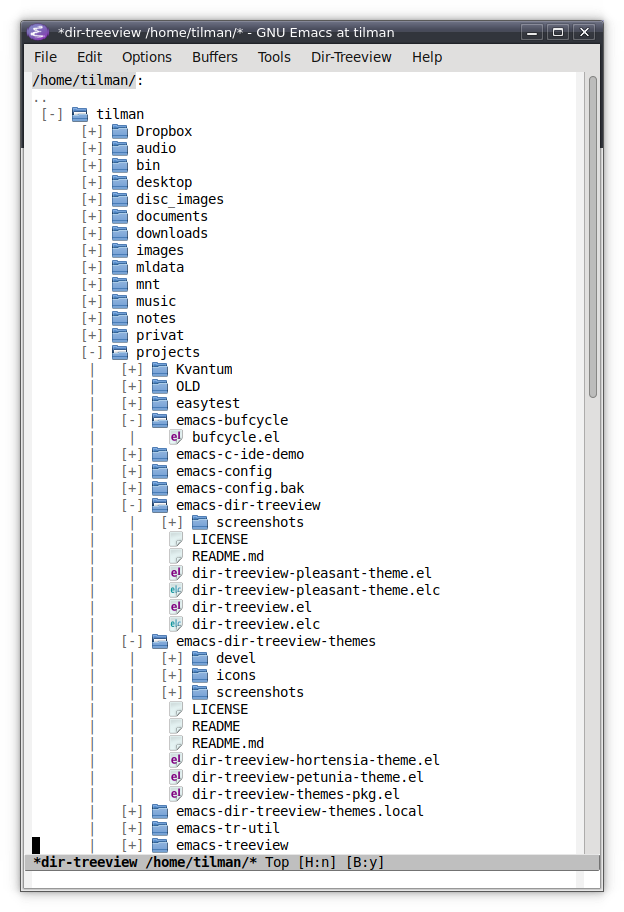 *dir-treeview /home/tilman/* - GNU Emacs at tilman
File Edit Options Buffers Tools Dir-Treeview Help
/home/tilman/:
..
[-] tilman
[+] Dropbox
[+] audio
[+] bin
[+] desktop
[+] disc_images
[+] documents
[+] downloads
[+] images
[+] mldata
[+] mnt
[+] music
[+] notes
[+] privat
[-] projects
| [+] Kvantum
| [+] OLD
| [+] easytest
| [-] emacs-bufcycle
| | el bufcycle.el
| [+] emacs-c-ide-demo
| [+] emacs-config
| [+] emacs-config.bak
| [-] emacs-dir-treeview
| | [+] screenshots
| | LICENSE
| | README.md
| | el dir-treeview-pleasant-theme.el
| | elc dir-treeview-pleasant-theme.elc
| | el dir-treeview.el
| | elc dir-treeview.elc
| [-] emacs-dir-treeview-themes
| | [+] devel
| | [+] icons
| | [+] screenshots
| | LICENSE
| | README
| | README.md
| | el dir-treeview-hortensia-theme.el
| | el dir-treeview-petunia-theme.el
| | el dir-treeview-themes-pkg.el
| [+] emacs-dir-treeview-themes.local
| [+] emacs-tr-util
| [+] emacs-treeview
*dir-treeview /home/tilman/* Top [H:n] [B:y]